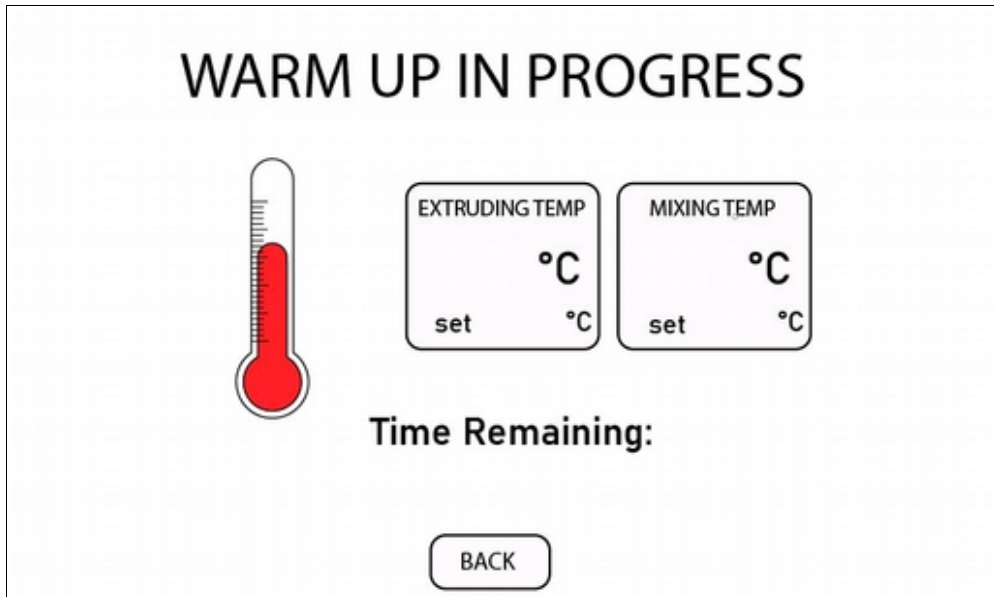 WARM UP IN PROGRESS
EXTRUDING TEMP
°C
set °C
MIXING TEMP
°C
set °C
Time Remaining:
BACK